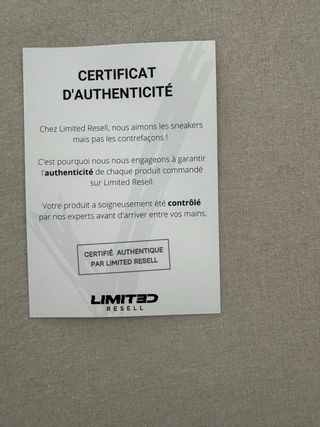 CERTIFICAT
D'AUTHENTICITÉ
Chez Limited Resell, nous aimons les sneakers
mais pas les contrefaçons !
C'est pourquoi nous nous engageons à garantir
l'authenticité de chaque produit commandé
sur Limited Resell.
Votre produit a soigneusement été contrôlé
par nos experts avant d'arriver entre vos mains.
CERTIFIÉ AUTHENTIQUE
PAR LIMITED RESELL
LIMITED
RESELL